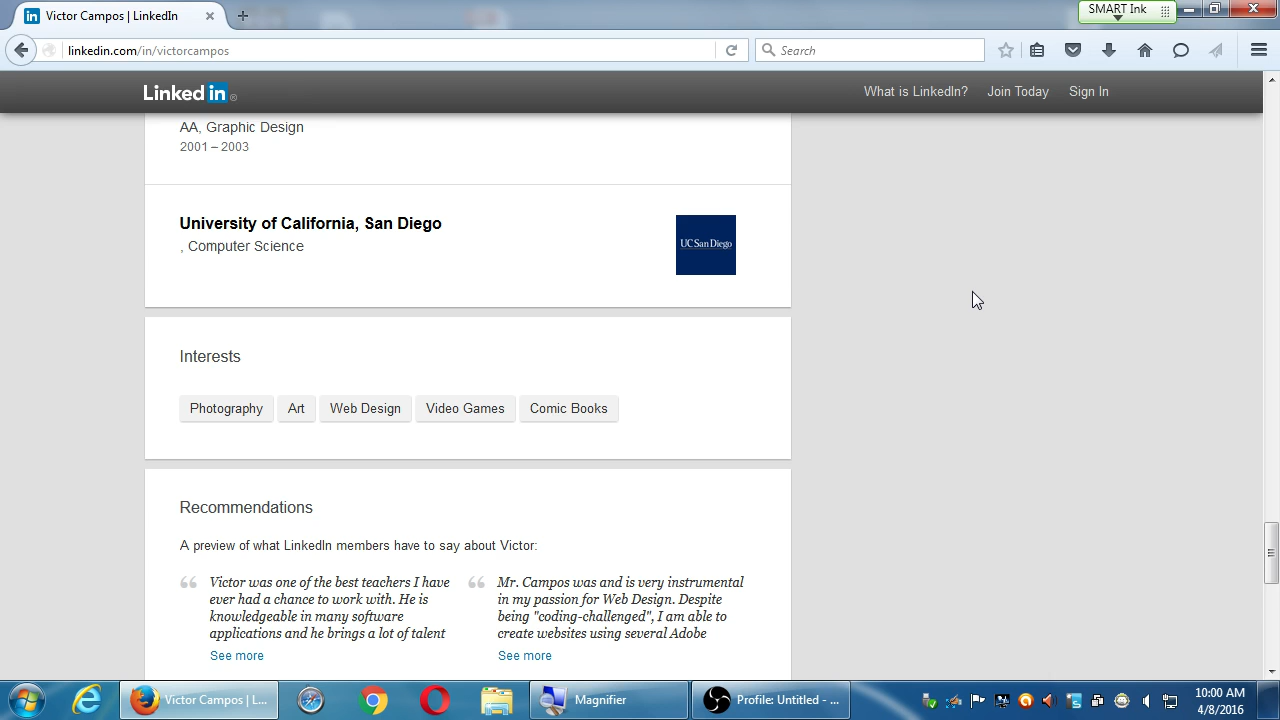 Victor Campos | LinkedIn
SMART Ink
linkedin.com/in/victorcampos
Search
Linked in
What is LinkedIn?
Join Today
Sign In
AA, Graphic Design
2001 – 2003
University of California, San Diego
, Computer Science
UC San Diego
Interests
Photography
Art
Web Design
Video Games
Comic Books
Recommendations
A preview of what LinkedIn members have to say about Victor:
Victor was one of the best teachers I have
ever had a chance to work with. He is
knowledgeable in many software
applications and he brings a lot of talent
See more
Mr. Campos was and is very instrumental
in my passion for Web Design. Despite
being "coding-challenged", I am able to
create websites using several Adobe
See more
Victor Campos | L...
Magnifier
Profile: Untitled - ...
10:00 AM
4/8/2016